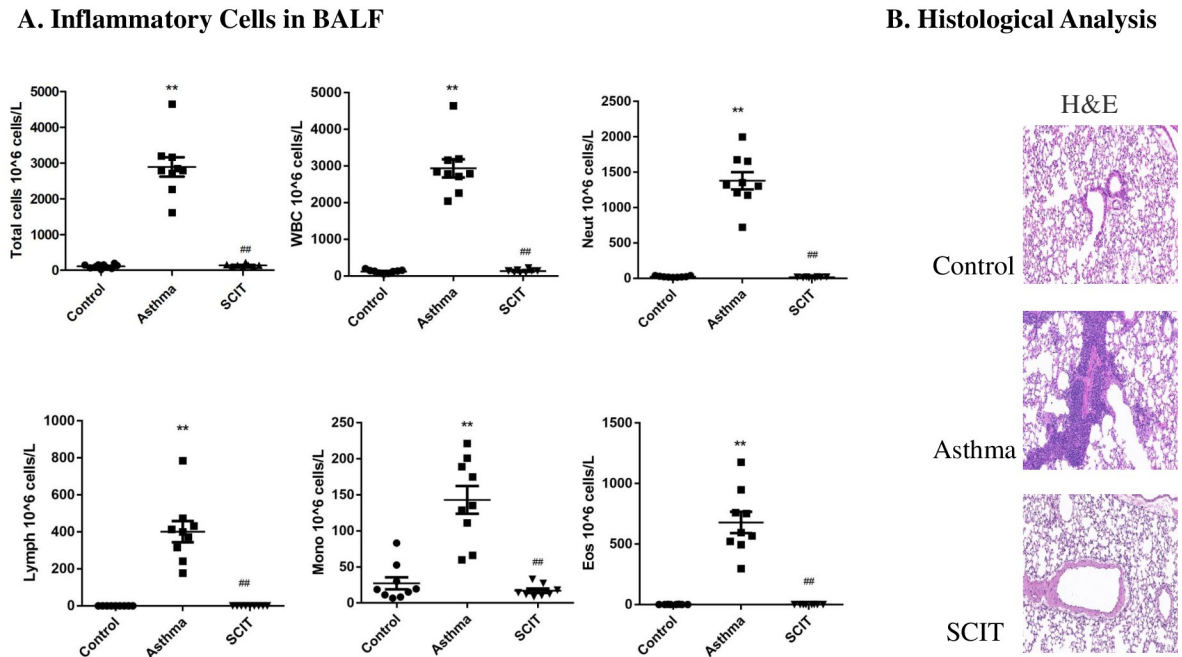 A. Inflammatory Cells in BALF
B. Histological Analysis
Total cells 10^6 cells/L
5000
4000
3000
2000
1000
0
**
##
Control
Asthma
SCIT
WBC 10^6 cells/L
5000
4000
3000
2000
1000
0
**
##
Control
Asthma
SCIT
Neut 10^6 cells/L
2500
2000
1500
1000
500
0
**
##
Control
Asthma
SCIT
Lymph 10^6 cells/L
1000
800
600
400
200
0
**
##
Control
Asthma
SCIT
Mono 10^6 cells/L
250
200
150
100
50
0
**
##
Control
Asthma
SCIT
Eos 10^6 cells/L
1500
1000
500
0
**
##
Control
Asthma
SCIT
H&E
Control
Asthma
SCIT